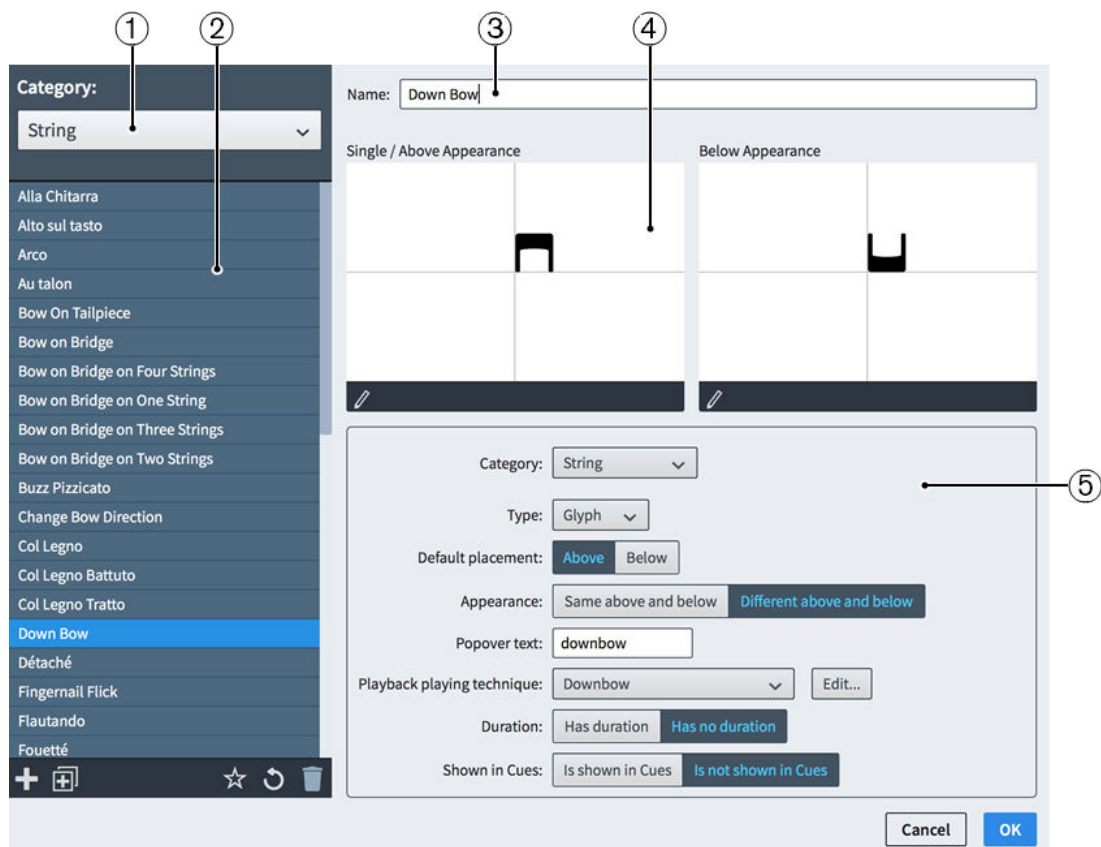 ① ② ③ ④
Category:
String
Alla Chitarra
Alto sul tasto
Arco
Au talon
Bow On Tailpiece
Bow on Bridge
Bow on Bridge on Four Strings
Bow on Bridge on One String
Bow on Bridge on Three Strings
Bow on Bridge on Two Strings
Buzz Pizzicato
Change Bow Direction
Col Legno
Col Legno Battuto
Col Legno Tratto
Down Bow
Détaché
Fingernail Flick
Flautando
Fouetté
Name: Down Bow
Single / Above Appearance
Below Appearance
Category: String
⑤
Type: Glyph
Default placement: Above Below
Appearance: Same above and below Different above and below
Popover text: downbow
Playback playing technique: Downbow Edit...
Duration: Has duration Has no duration
Shown in Cues: Is shown in Cues Is not shown in Cues
Cancel OK